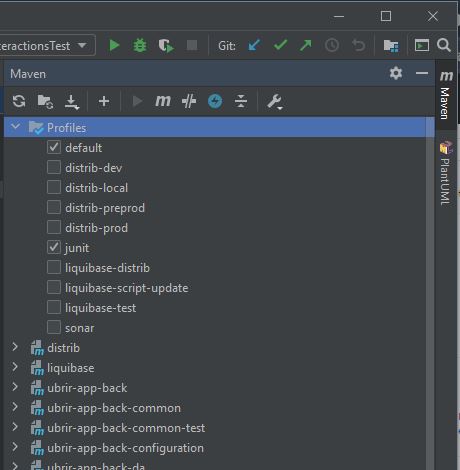 eractionsTest
Git:
Maven
m
Profiles
default
distrib-dev
distrib-local
distrib-preprod
distrib-prod
junit
liquibase-distrib
liquibase-script-update
liquibase-test
sonar
distrib
liquibase
ubrir-app-back
ubrir-app-back-common
ubrir-app-back-common-test
ubrir-app-back-configuration
ubrir-app-back-da
m Maven
PlantUML